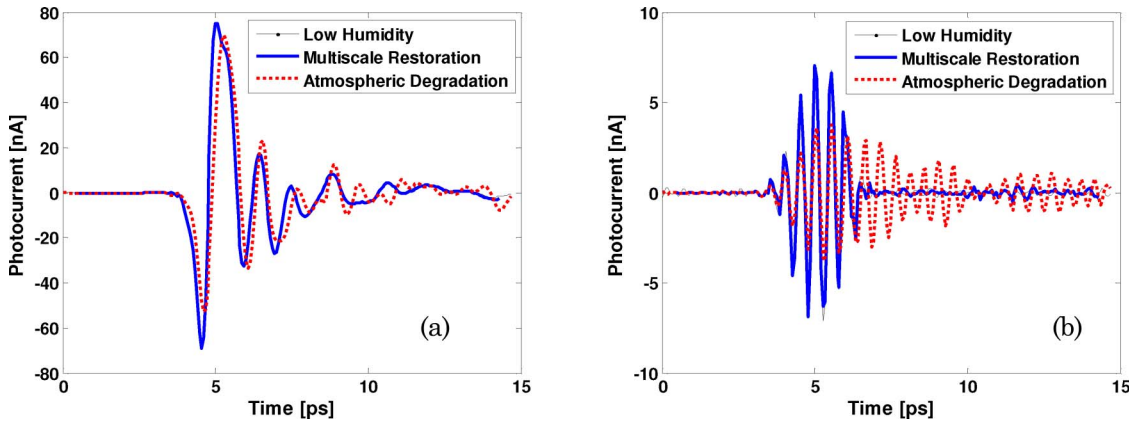 80
60
40
20
0
-20
-40
-60
-80
Photocurrent [nA]
0 5 10 15
Time [ps]
Low Humidity
Multiscale Restoration
Atmospheric Degradation
(a)
10
5
0
-5
-10
Photocurrent [nA]
0 5 10 15
Time [ps]
Low Humidity
Multiscale Restoration
Atmospheric Degradation
(b)